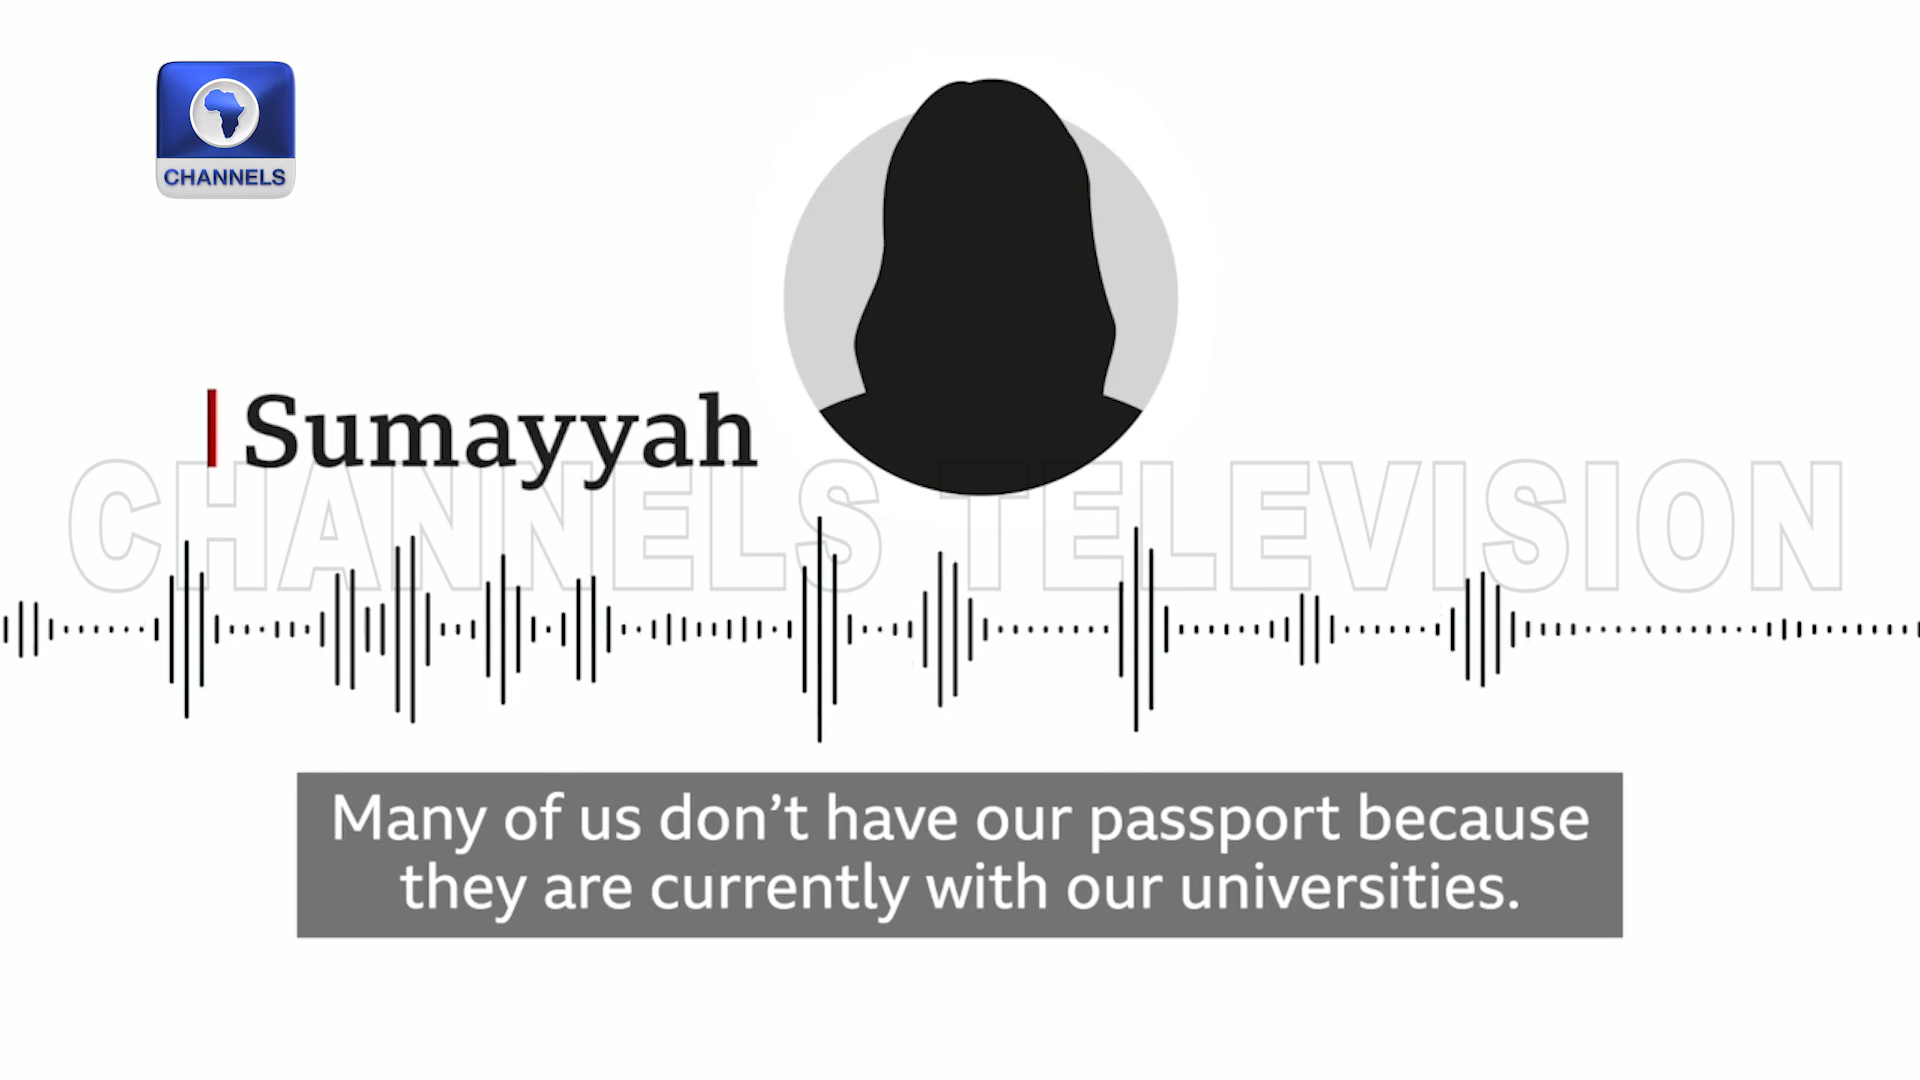 CHANNELS
Sumayyah
CHANNELS TELEVISION
Many of us don’t have our passport because
they are currently with our universities.